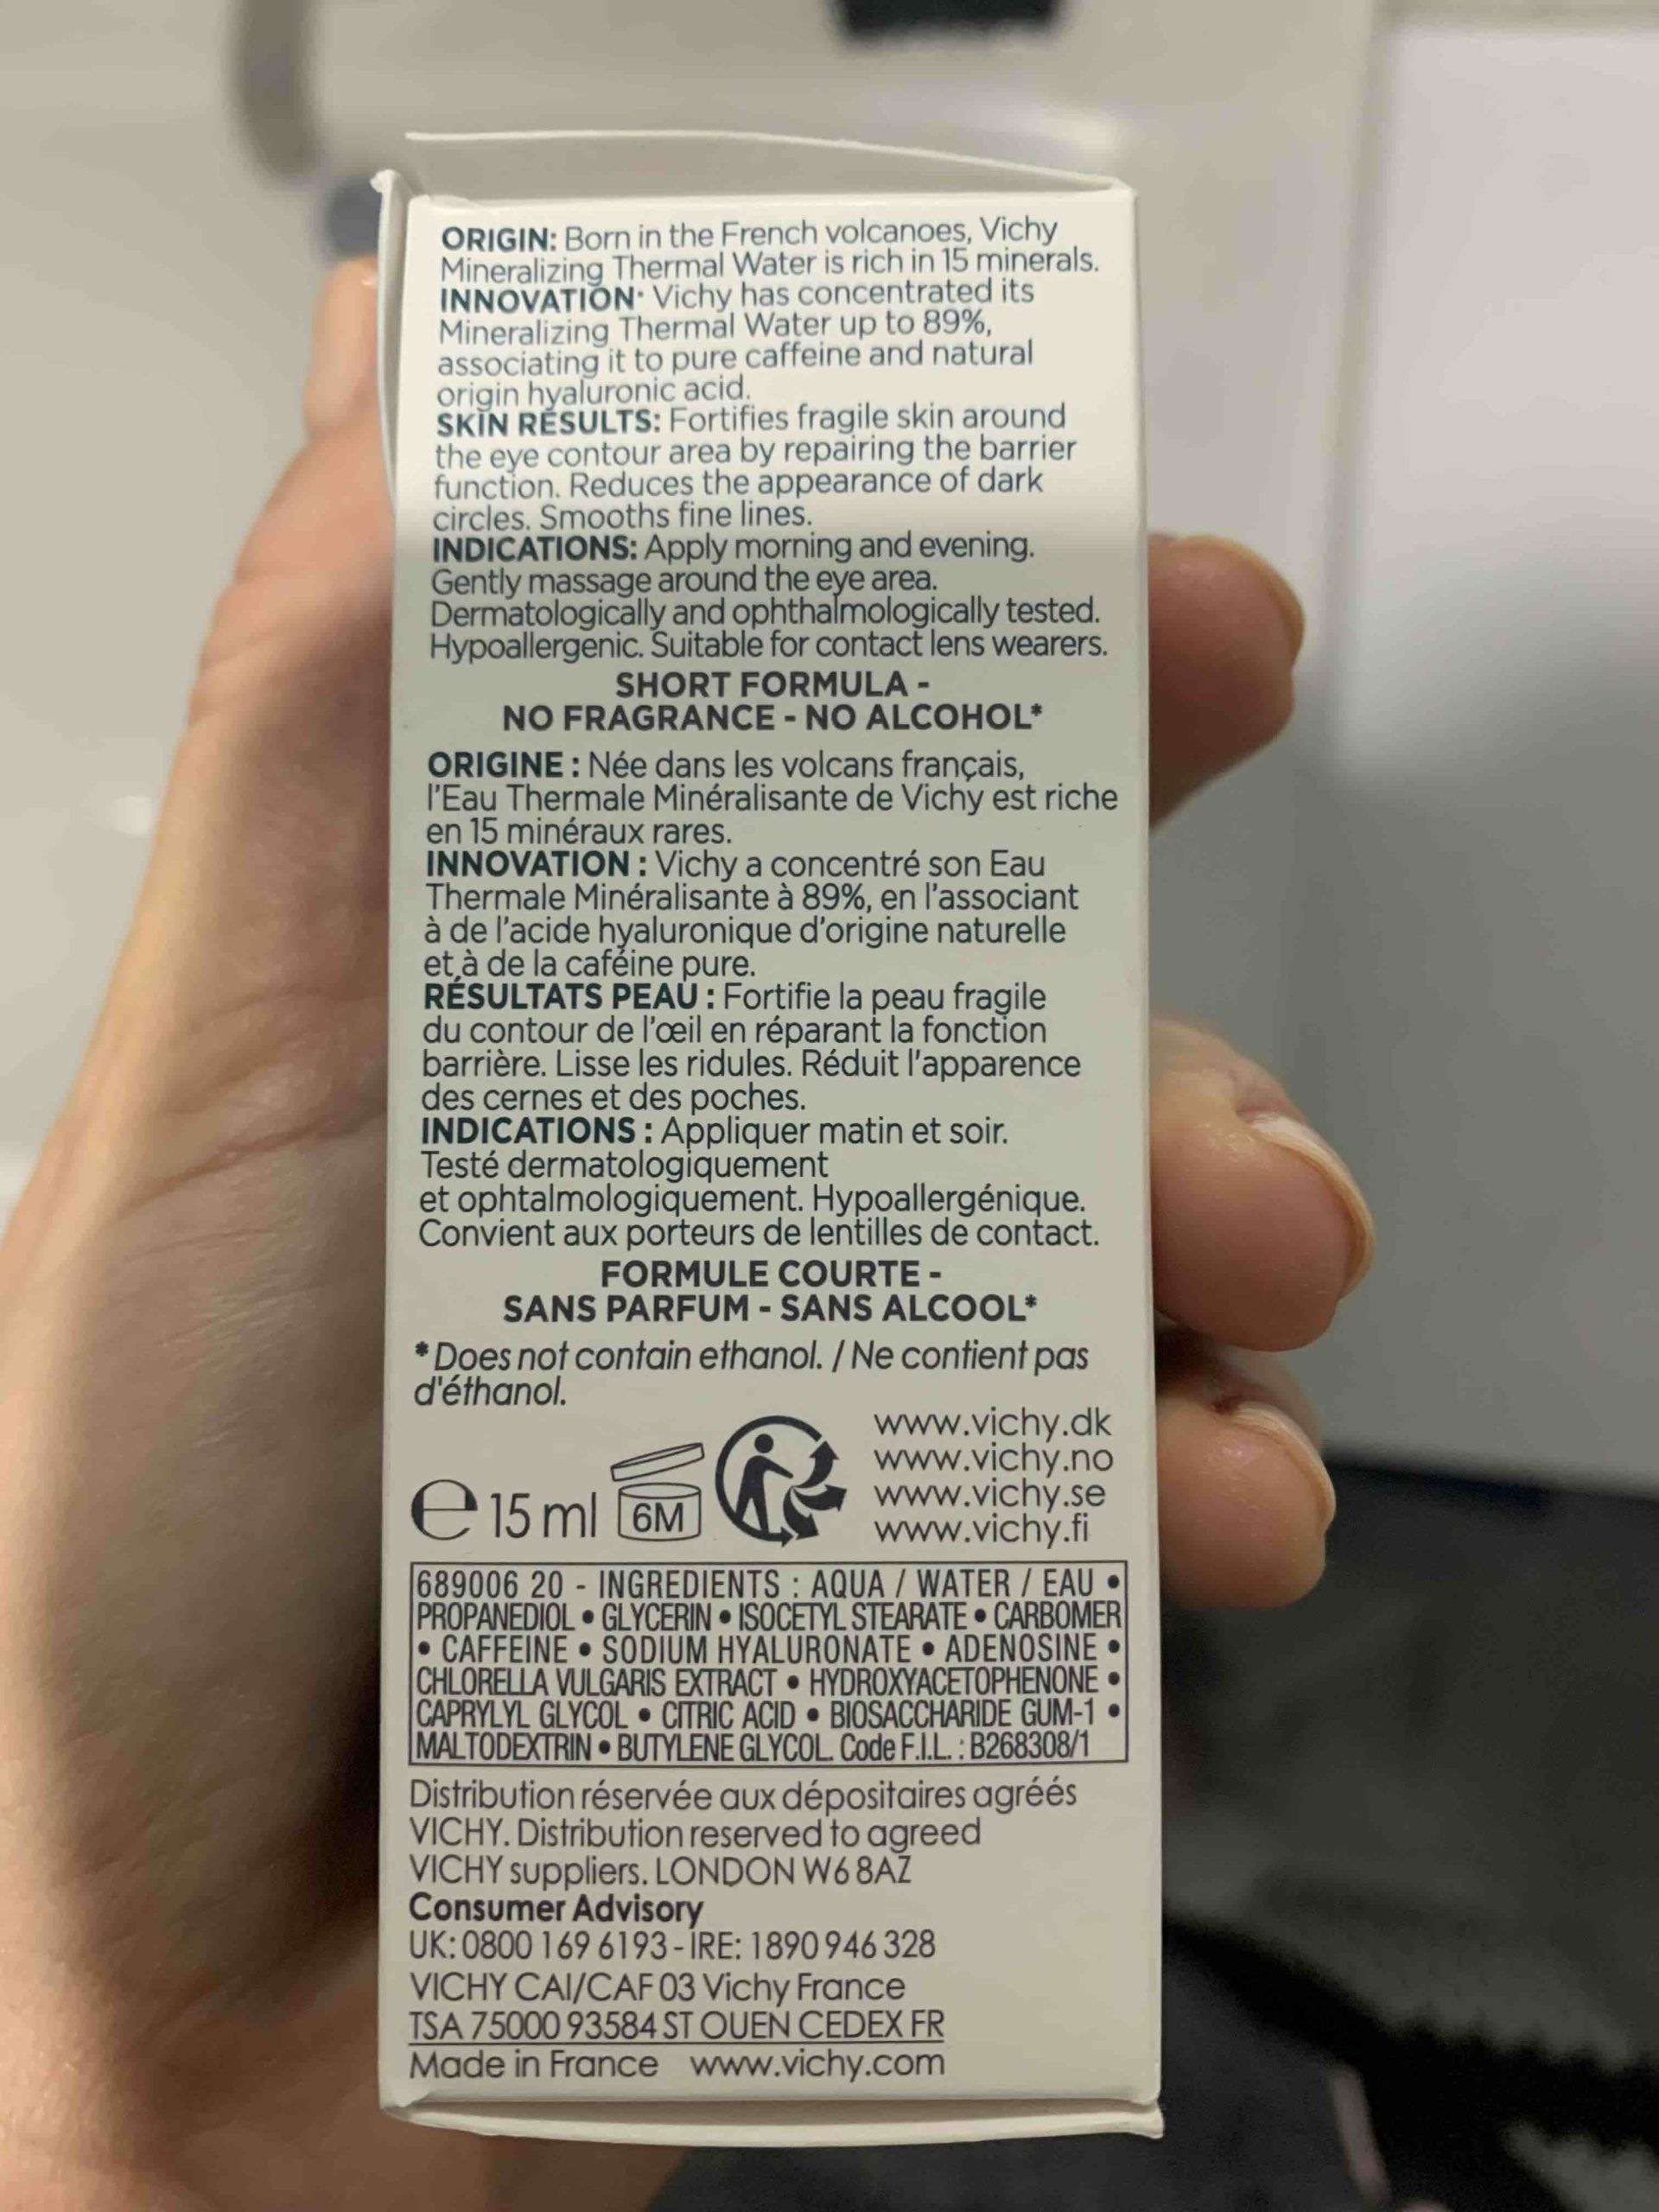 ORIGIN: Born in the French volcanoes, Vichy
Mineralizing Thermal Water is rich in 15 minerals.
INNOVATION: Vichy has concentrated its
Mineralizing Thermal Water up to 89%,
associating it to pure caffeine and natural
origin hyaluronic acid.
SKIN RESULTS: Fortifies fragile skin around
the eye contour area by repairing the barrier
function. Reduces the appearance of dark
circles. Smooths fine lines.
INDICATIONS: Apply morning and evening.
Gently massage around the eye area.
Dermatologically and ophthalmologically tested.
Hypoallergenic. Suitable for contact lens wearers.
SHORT FORMULA -
NO FRAGRANCE - NO ALCOHOL*
ORIGINE : Née dans les volcans français,
l'Eau Thermale Minéralisante de Vichy est riche
en 15 minéraux rares.
INNOVATION : Vichy a concentré son Eau
Thermale Minéralisante à 89%, en l'associant
à de l'acide hyaluronique d'origine naturelle
et à de la caféine pure.
RÉSULTATS PEAU : Fortifie la peau fragile
du contour de l'œil en réparant la fonction
barrière. Lisse les ridules. Réduit l'apparence
des cernes et des poches.
INDICATIONS : Appliquer matin et soir.
Testé dermatologiquement
et ophtalmologiquement. Hypoallergénique.
Convient aux porteurs de lentilles de contact.
FORMULE COURTE -
SANS PARFUM - SANS ALCOOL*
*Does not contain ethanol. / Ne contient pas
d'éthanol.
www.vichy.dk
www.vichy.no
www.vichy.se
www.vichy.fi
e 15 ml 6M
689006 20 - INGREDIENTS : AQUA / WATER / EAU •
PROPANEDIOL • GLYCERIN • ISOCETYL STEARATE • CARBOMER
• CAFFEINE • SODIUM HYALURONATE • ADENOSINE •
CHLORELLA VULGARIS EXTRACT • HYDROXYACETOPHENONE •
CAPRYLYL GLYCOL • CITRIC ACID • BIOSACCHARIDE GUM-1 •
MALTODEXTRIN • BUTYLENE GLYCOL. Code F.I.L. : B268308/1
Distribution réservée aux dépositaires agréés
VICHY. Distribution reserved to agreed
VICHY suppliers. LONDON W6 8AZ
Consumer Advisory
UK: 0800 169 6193 - IRE: 1890 946 328
VICHY CAI/CAF 03 Vichy France
TSA 75000 93584 ST OUEN CEDEX FR
Made in France www.vichy.com